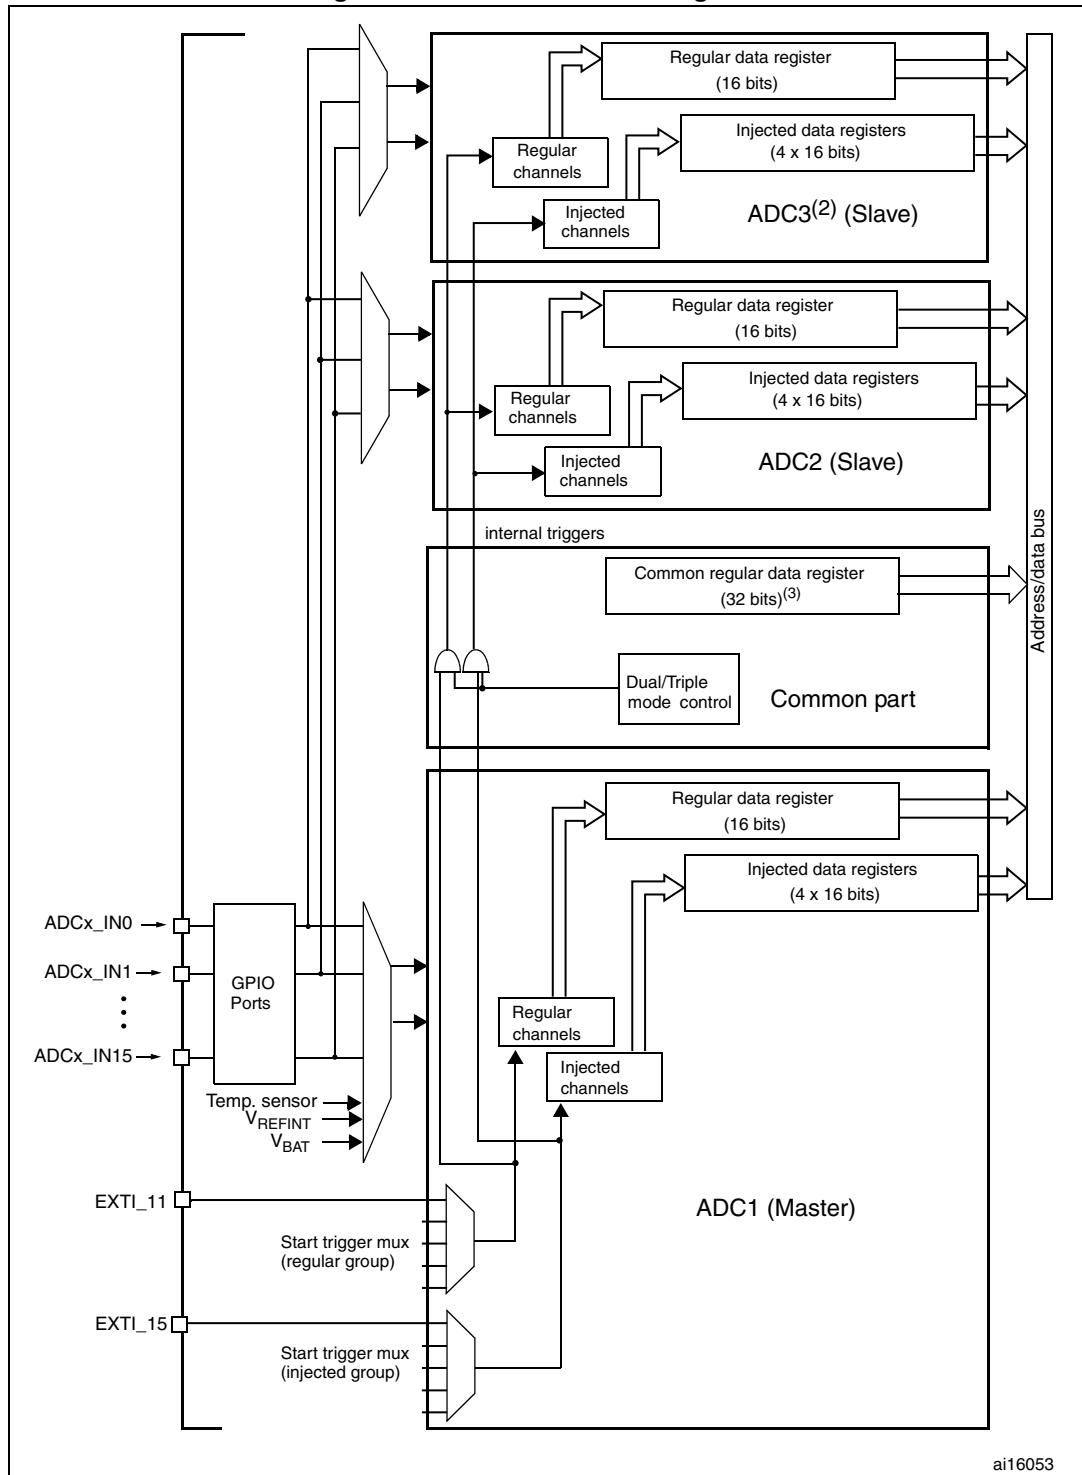 Regular data register
(16 bits)
Injected data registers
(4 x 16 bits)
Regular
channels
Injected
channels
ADC3(2) (Slave)
Regular data register
(16 bits)
Injected data registers
(4 x 16 bits)
Regular
channels
Injected
channels
ADC2 (Slave)
internal triggers
Common regular data register
(32 bits)(3)
Dual/Triple
mode control
Common part
Address/data bus
Regular data register
(16 bits)
Injected data registers
(4 x 16 bits)
ADCx_IN0
ADCx_IN1
ADCx_IN15
GPIO
Ports
Regular
channels
Injected
channels
Temp. sensor
VREFINT
VBAT
EXTI_11
Start trigger mux
(regular group)
ADC1 (Master)
EXTI_15
Start trigger mux
(injected group)
ai16053